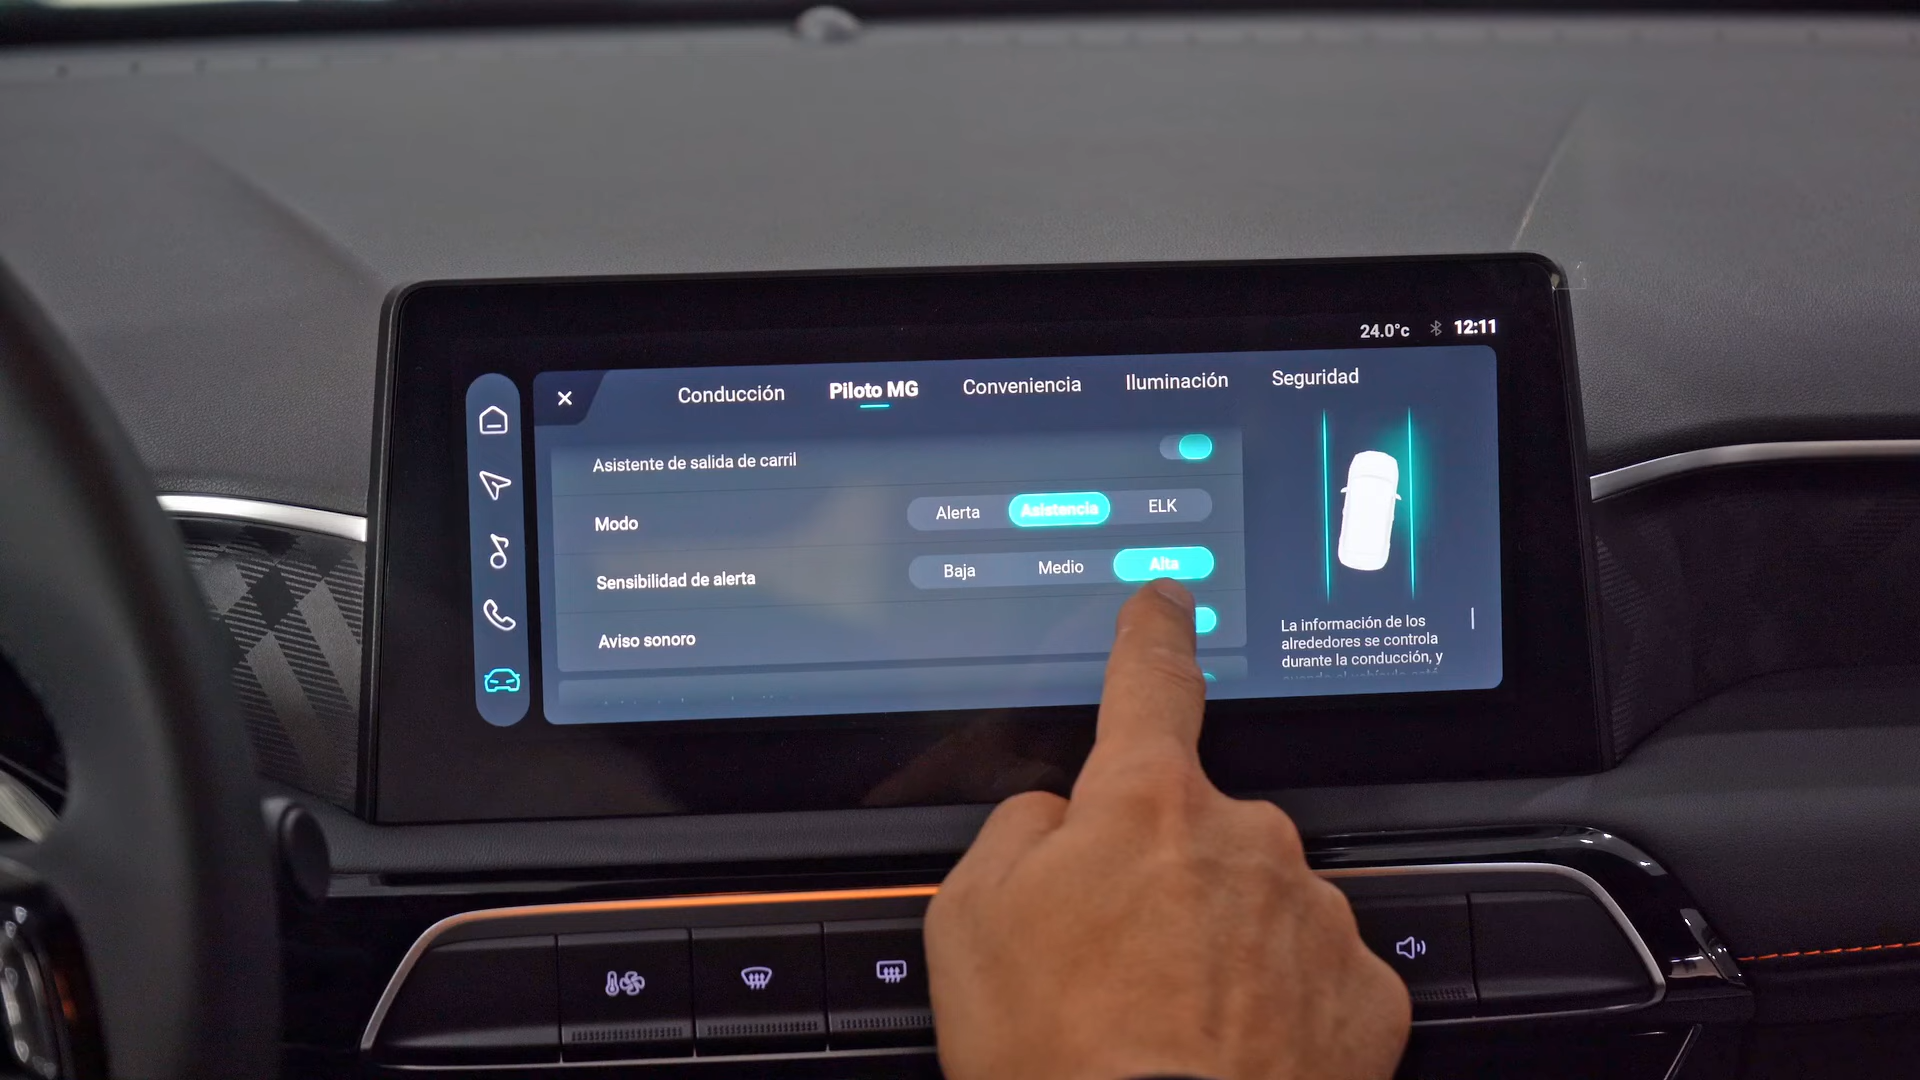 24.0°c 12:11
Conducción Piloto MG Conveniencia Iluminación Seguridad
Asistente de salida de carril
Modo Alerta Asistencia ELK
Sensibilidad de alerta Baja Medio Alta
Aviso sonoro
La información de los
alrededores se controla
durante la conducción, y